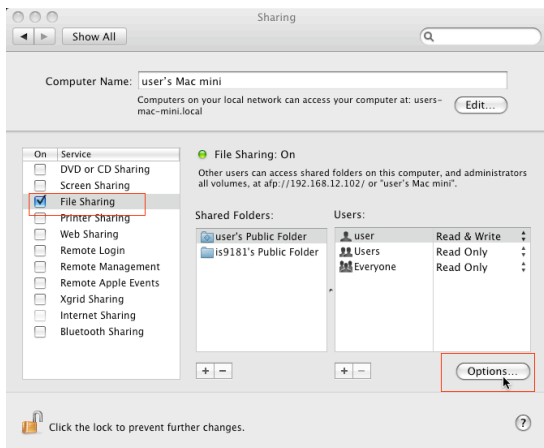 Sharing
Show All
Computer Name: user's Mac mini
Computers on your local network can access your computer at: users-
mac-mini.local
Edit...
On Service
DVD or CD Sharing
Screen Sharing
File Sharing
Printer Sharing
Web Sharing
Remote Login
Remote Management
Remote Apple Events
Xgrid Sharing
Internet Sharing
Bluetooth Sharing
File Sharing: On
Other users can access shared folders on this computer, and administrators
all volumes, at afp://192.168.12.102/ or "user's Mac mini".
Shared Folders:
user's Public Folder
is9181's Public Folder
Users:
user Read & Write
Users Read Only
Everyone Read Only
+ −
+ −
Options...
Click the lock to prevent further changes.
?